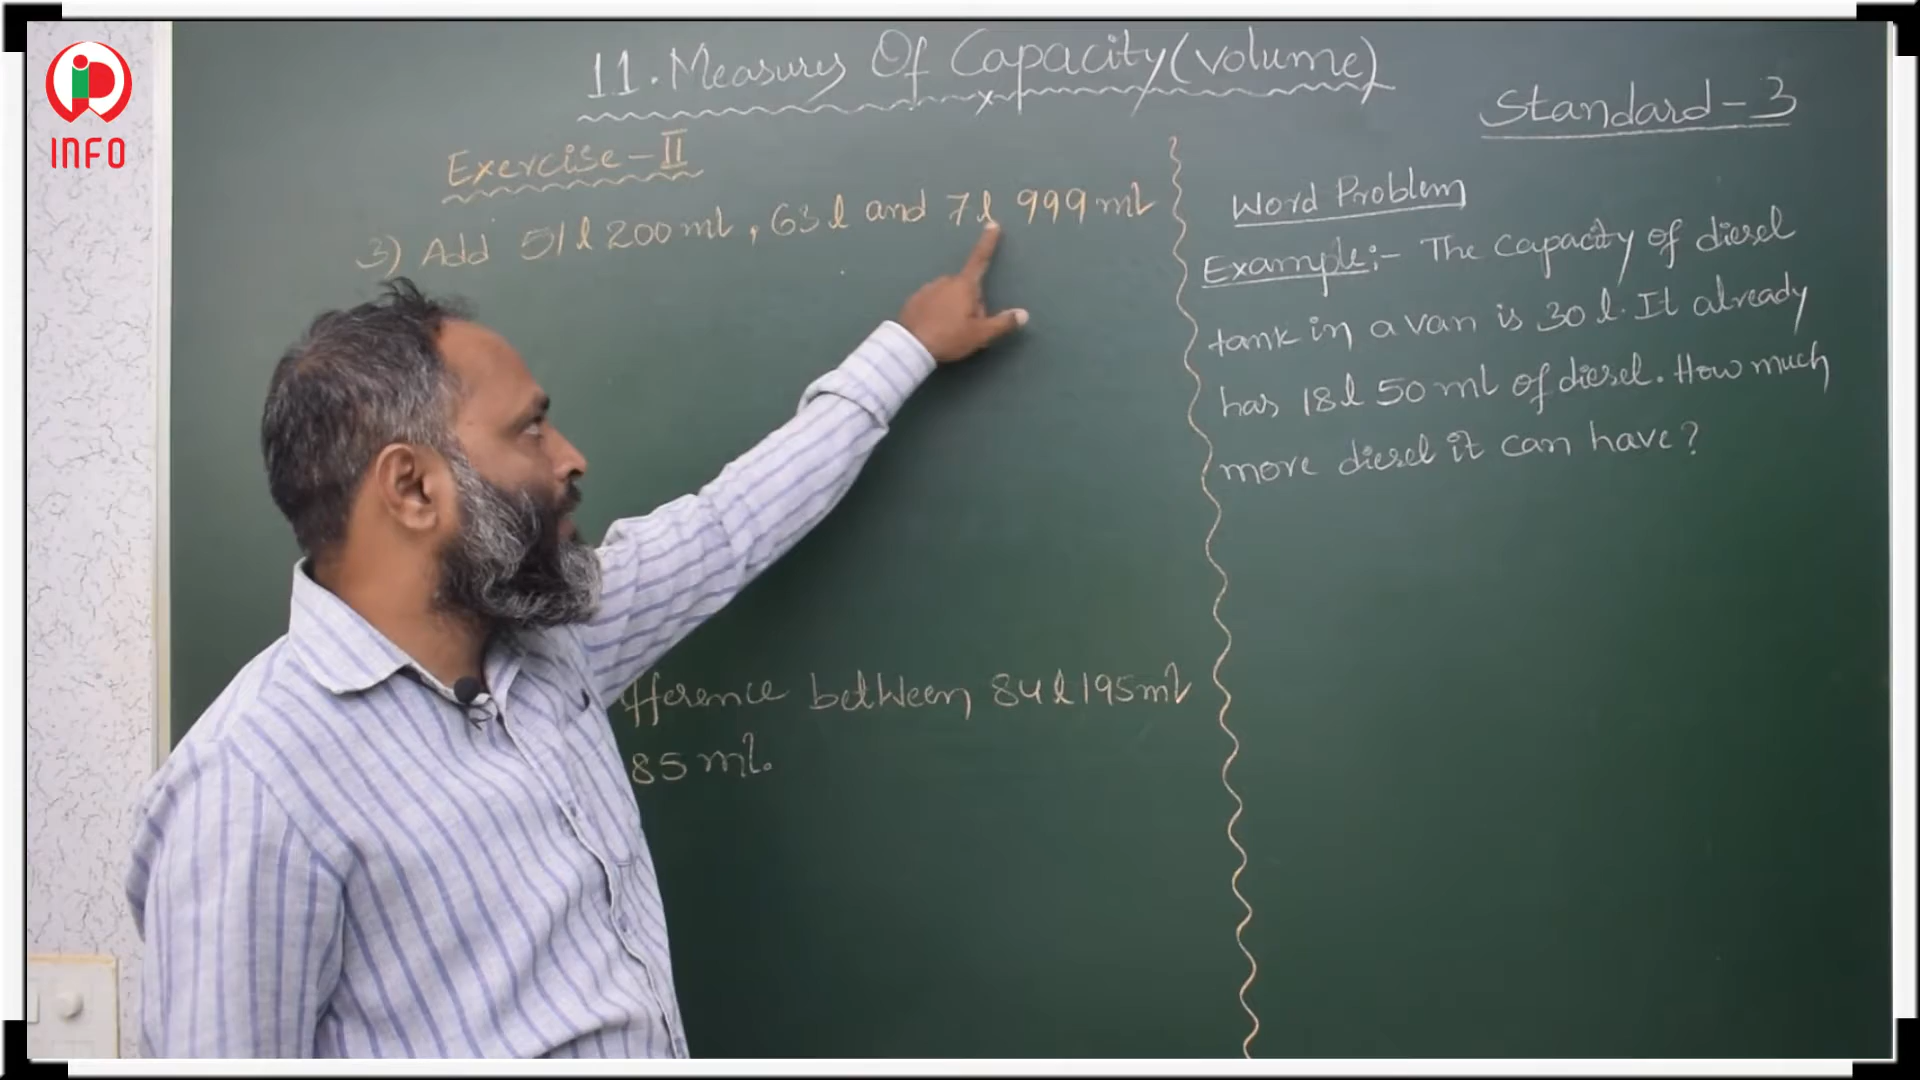 INFO
11. Measures Of Capacity (volume)
Standard - 3
Exercise - II
3) Add 51 l 200 ml, 63 l and 7 l 999 ml
fference between 84 l 195 ml
85 ml.
Word Problem
Example:- The capacity of diesel
tank in a van is 30 l. It already
has 18 l 50 ml of diesel. How much
more diesel it can have?